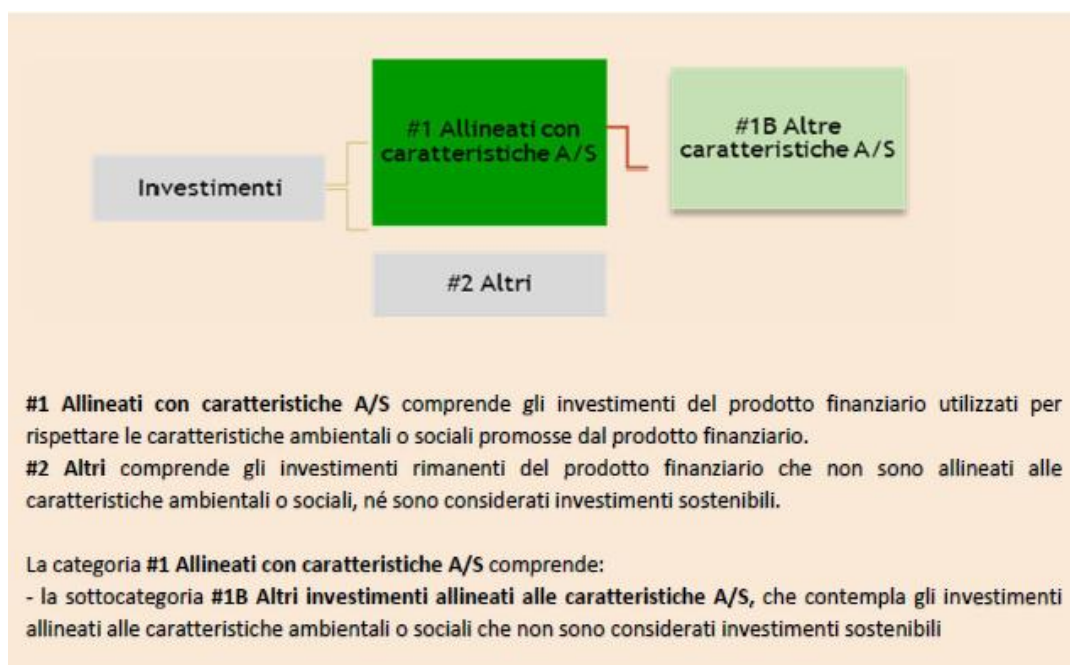 #1 Allineati con
caratteristiche A/S
#1B Altre
caratteristiche A/S
Investimenti
#2 Altri
#1 Allineati con caratteristiche A/S comprende gli investimenti del prodotto finanziario utilizzati per
rispettare le caratteristiche ambientali o sociali promosse dal prodotto finanziario.
#2 Altri comprende gli investimenti rimanenti del prodotto finanziario che non sono allineati alle
caratteristiche ambientali o sociali, né sono considerati investimenti sostenibili.
La categoria #1 Allineati con caratteristiche A/S comprende:
- la sottocategoria #1B Altri investimenti allineati alle caratteristiche A/S, che contempla gli investimenti
allineati alle caratteristiche ambientali o sociali che non sono considerati investimenti sostenibili